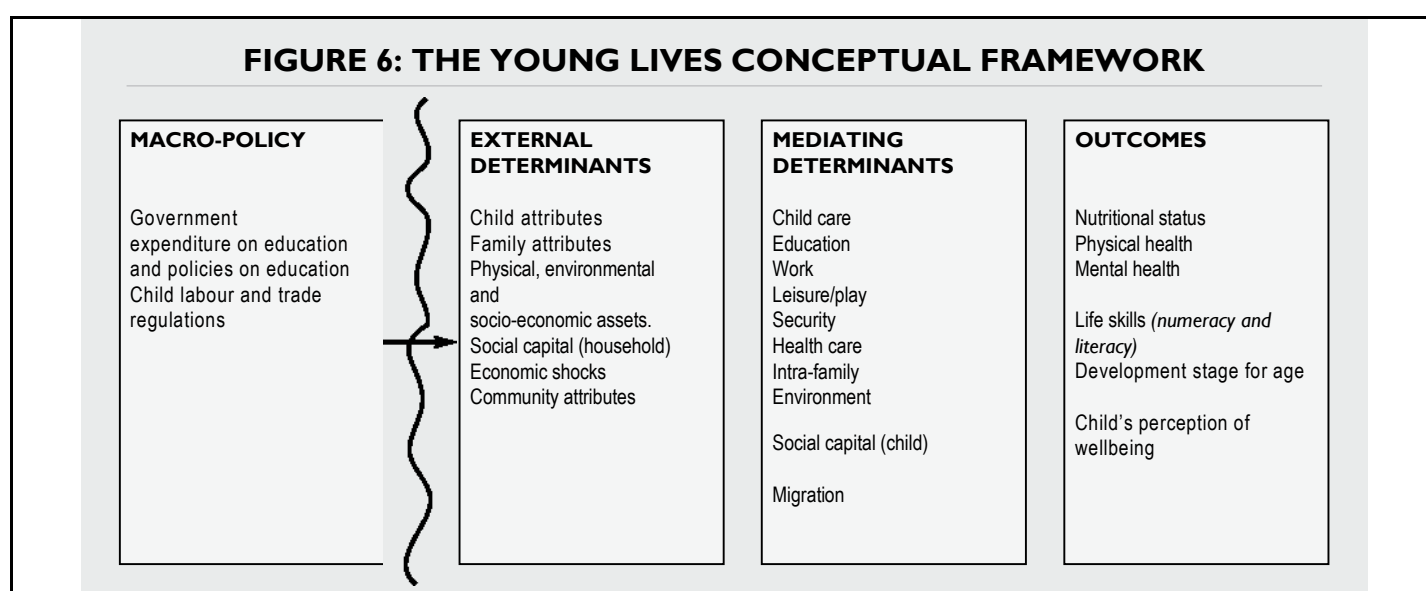 FIGURE 6: THE YOUNG LIVES CONCEPTUAL FRAMEWORK
MACRO-POLICY
Government
expenditure on education
and policies on education
Child labour and trade
regulations
EXTERNAL
DETERMINANTS
Child attributes
Family attributes
Physical, environmental
and
socio-economic assets.
Social capital (household)
Economic shocks
Community attributes
MEDIATING
DETERMINANTS
Child care
Education
Work
Leisure/play
Security
Health care
Intra-family
Environment
Social capital (child)
Migration
OUTCOMES
Nutritional status
Physical health
Mental health
Life skills (numeracy and
literacy)
Development stage for age
Child’s perception of
wellbeing